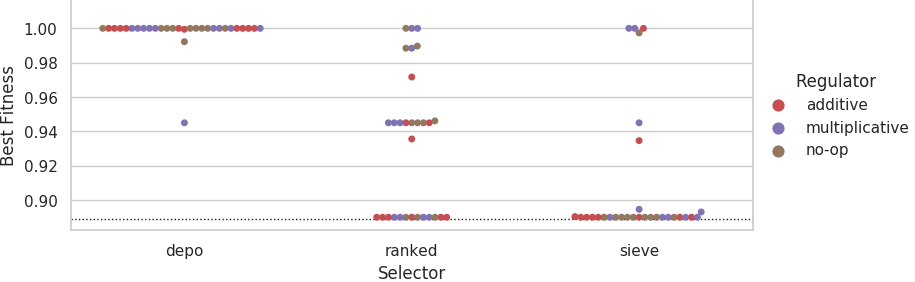 Best Fitness
1.00
0.98
0.96
0.94
0.92
0.90
depo
ranked
sieve
Selector
Regulator
additive
multiplicative
no-op